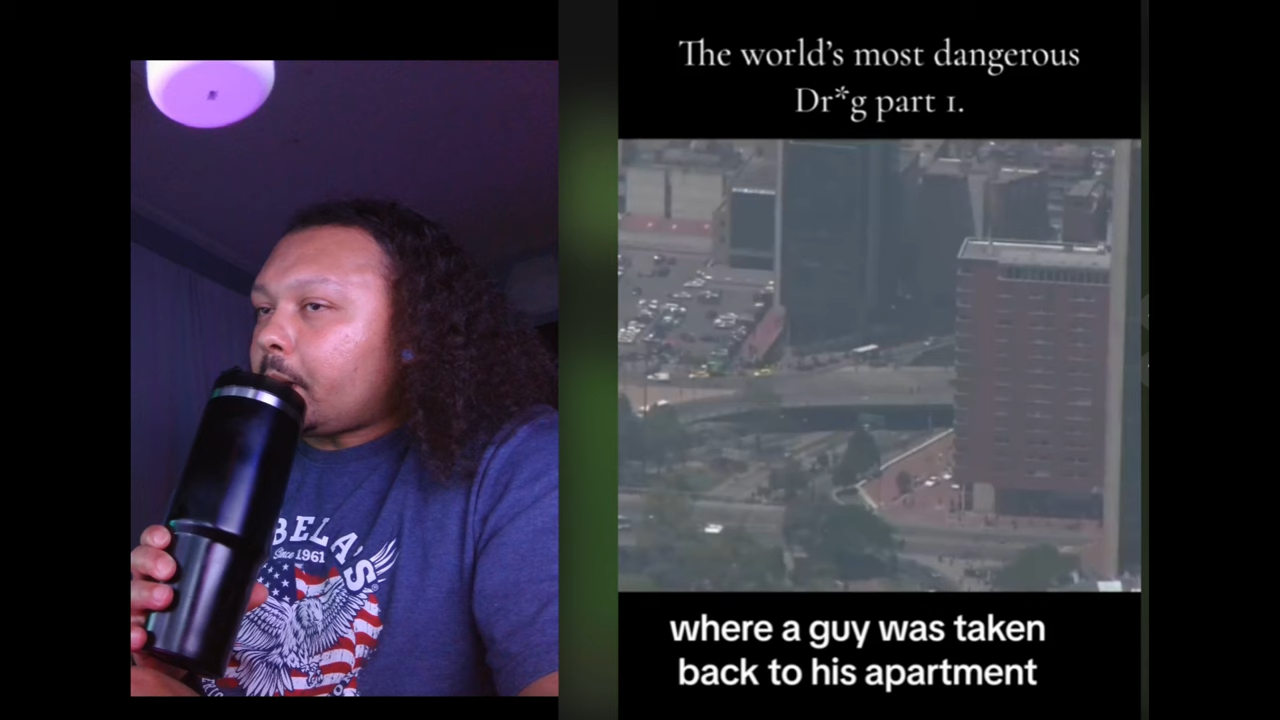 The world's most dangerous
Dr*g part 1.
BELA'S
Since 1961
where a guy was taken
back to his apartment